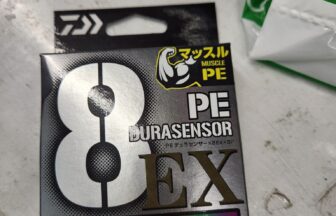 マッスル
MUSCLE
PE
8
PE
DURASENSOR
EX